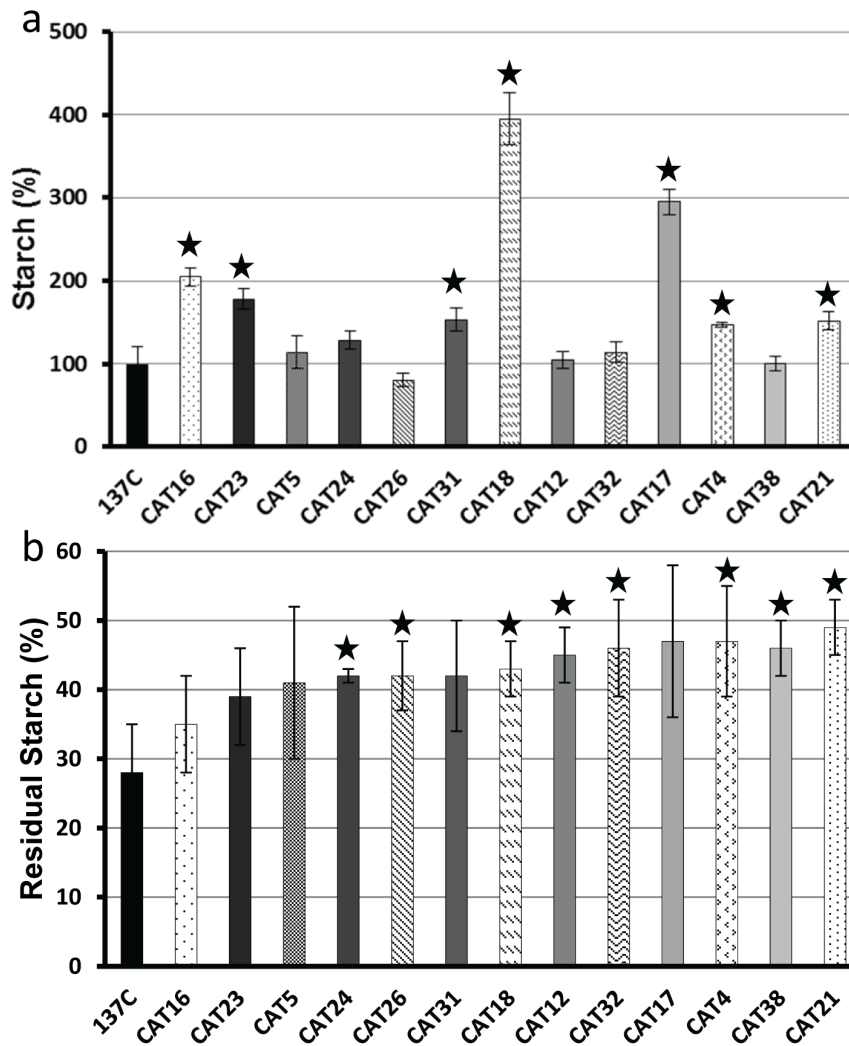 a
Starch (%)
500
400
300
200
100
0
137C
CAT16
CAT23
CAT5
CAT24
CAT26
CAT31
CAT18
CAT12
CAT32
CAT17
CAT4
CAT38
CAT21
b
Residual Starch (%)
60
50
40
30
20
10
0
137C
CAT16
CAT23
CAT5
CAT24
CAT26
CAT31
CAT18
CAT12
CAT32
CAT17
CAT4
CAT38
CAT21